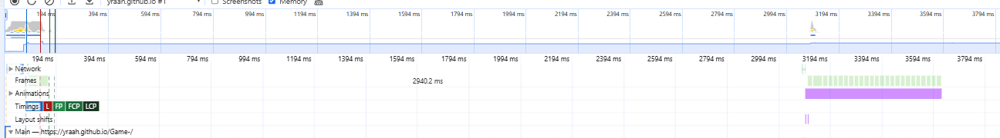 yraah.github.io #1 Screenshots Memory
194 ms 394 ms 594 ms 794 ms 994 ms 1194 ms 1394 ms 1594 ms 1794 ms 1994 ms 2194 ms 2394 ms 2594 ms 2794 ms 2994 ms 3194 ms 3394 ms 3594 ms 3794 ms
194 ms 394 ms 594 ms 794 ms 994 ms 1194 ms 1394 ms 1594 ms 1794 ms 1994 ms 2194 ms 2394 ms 2594 ms 2794 ms 2994 ms 3194 ms 3394 ms 3594 ms 3794 ms
Network
Frames 2940.2 ms
Animations
Timings L FP FCP LCP
Layout shifts
Main — https://yraah.github.io/Game-/